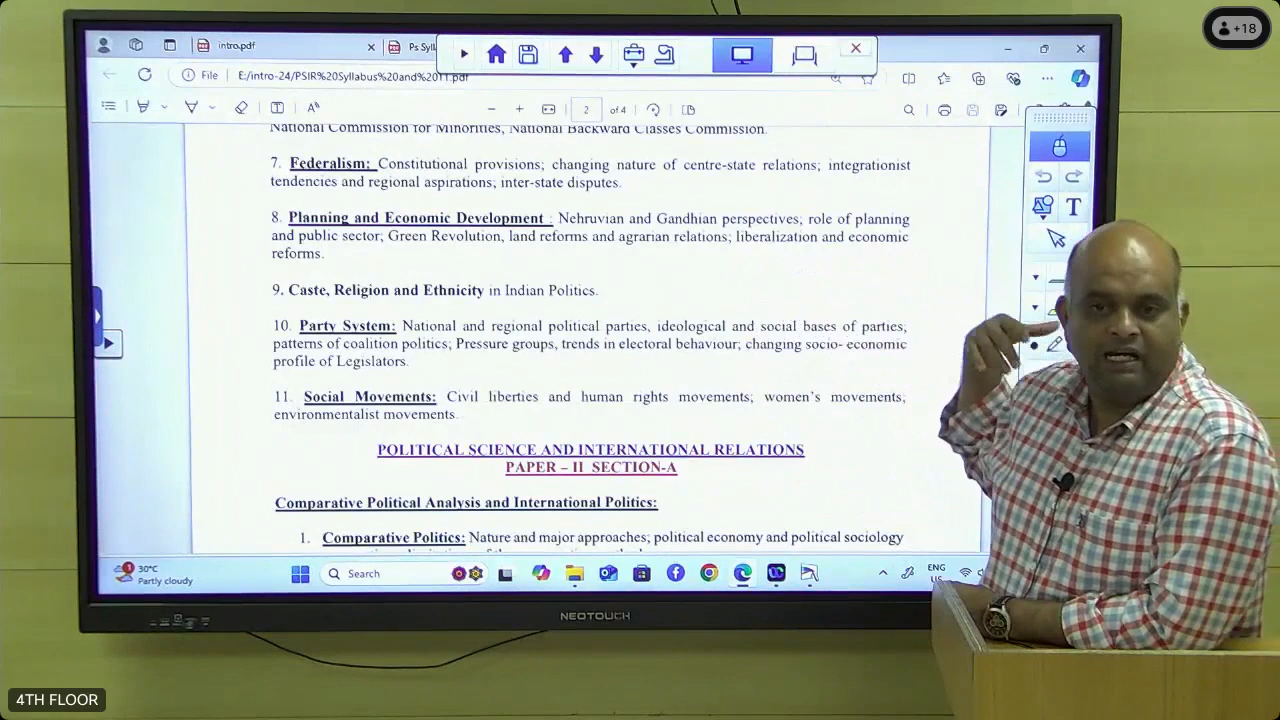 +18
intro.pdf
Ps Syll
File
E:/intro-24/PSIR%20Syllabus%20and%20T1.pdf
2 of 4
National Commission for Minorities, National Backward Classes Commission.
7. Federalism: Constitutional provisions; changing nature of centre-state relations; integrationist
tendencies and regional aspirations; inter-state disputes.
8. Planning and Economic Development : Nehruvian and Gandhian perspectives; role of planning
and public sector; Green Revolution, land reforms and agrarian relations; liberalization and economic
reforms.
9. Caste, Religion and Ethnicity in Indian Politics.
10. Party System: National and regional political parties, ideological and social bases of parties;
patterns of coalition politics; Pressure groups, trends in electoral behaviour; changing socio- economic
profile of Legislators.
11. Social Movements: Civil liberties and human rights movements; women's movements;
environmentalist movements.
POLITICAL SCIENCE AND INTERNATIONAL RELATIONS
PAPER – II SECTION-A
Comparative Political Analysis and International Politics:
1. Comparative Politics: Nature and major approaches; political economy and political sociology
30°C
Partly cloudy
Search
ENG
US
NEOTOUCH
4TH FLOOR